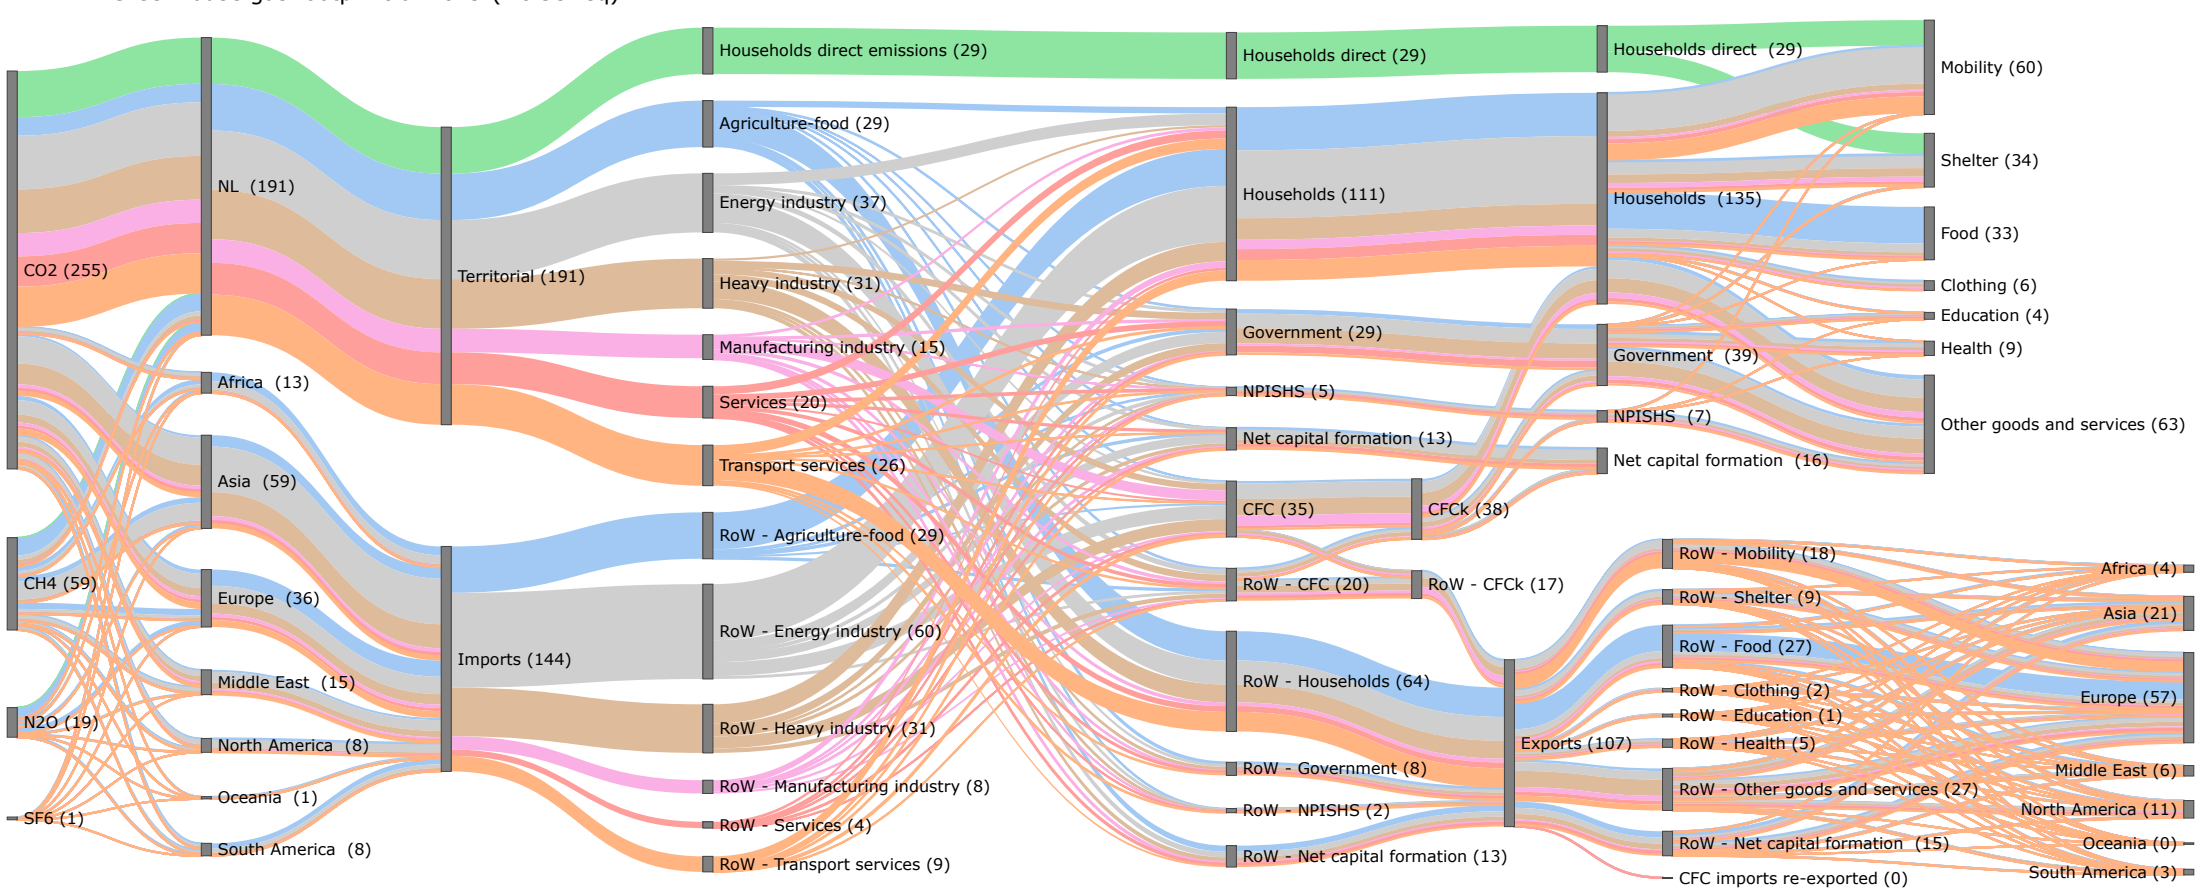 CO2 (255)
CH4 (59)
N2O (19)
SF6 (1)
NL  (191)
Africa  (13)
Asia  (59)
Europe  (36)
Middle East  (15)
North America  (8)
Oceania  (1)
South America  (8)
Territorial (191)
Imports (144)
Households direct emissions (29)
Agriculture-food (29)
Energy industry (37)
Heavy industry (31)
Manufacturing industry (15)
Services (20)
Transport services (26)
RoW - Agriculture-food (29)
RoW - Energy industry (60)
RoW - Heavy industry (31)
RoW - Manufacturing industry (8)
RoW - Services (4)
RoW - Transport services (9)
Households direct (29)
Households (111)
Government (29)
NPISHS (5)
Net capital formation (13)
CFC (35)
RoW - CFC (20)
RoW - Households (64)
RoW - Government (8)
RoW - NPISHS (2)
RoW - Net capital formation (13)
CFCk (38)
RoW - CFCk (17)
Exports (107)
Households direct  (29)
Households  (135)
Government  (39)
NPISHS  (7)
Net capital formation  (16)
RoW - Mobility (18)
RoW - Shelter (9)
RoW - Food (27)
RoW - Clothing (2)
RoW - Education (1)
RoW - Health (5)
RoW - Other goods and services (27)
RoW - Net capital formation  (15)
CFC imports re-exported (0)
Mobility (60)
Shelter (34)
Food (33)
Clothing (6)
Education (4)
Health (9)
Other goods and services (63)
Africa (4)
Asia (21)
Europe (57)
Middle East (6)
North America (11)
Oceania (0)
South America (3)